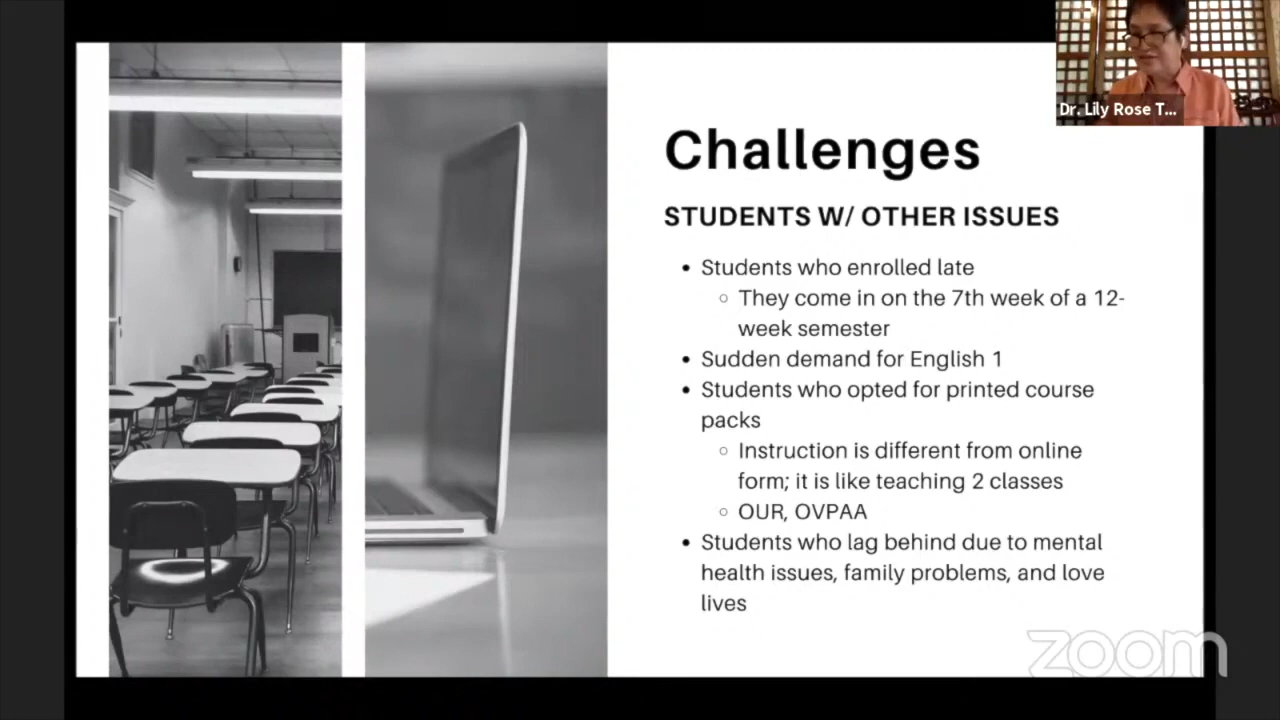 Dr. Lily Rose T...
Challenges
STUDENTS W/ OTHER ISSUES
• Students who enrolled late
○ They come in on the 7th week of a 12-
week semester
• Sudden demand for English 1
• Students who opted for printed course
packs
○ Instruction is different from online
form; it is like teaching 2 classes
○ OUR, OVPAA
• Students who lag behind due to mental
health issues, family problems, and love
lives
zoom